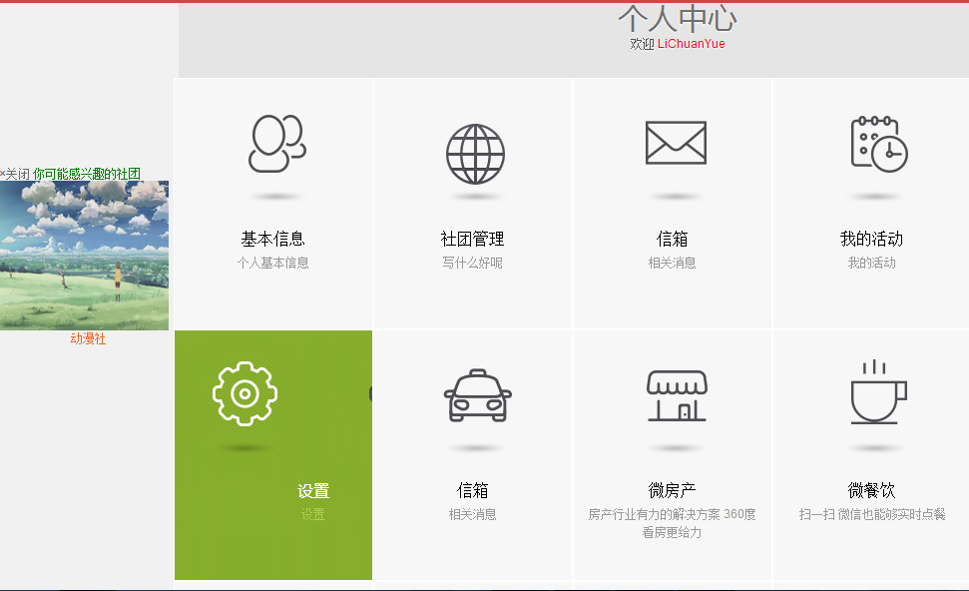 个人中心
欢迎 LiChuanYue
×关闭 你可能感兴趣的社团
动漫社
基本信息
个人基本信息
社团管理
写什么好呢
信箱
相关消息
我的活动
我的活动
设置
设置
信箱
相关消息
微房产
房产行业有力的解决方案 360度
看房更给力
微餐饮
扫一扫 微信也能够实时点餐